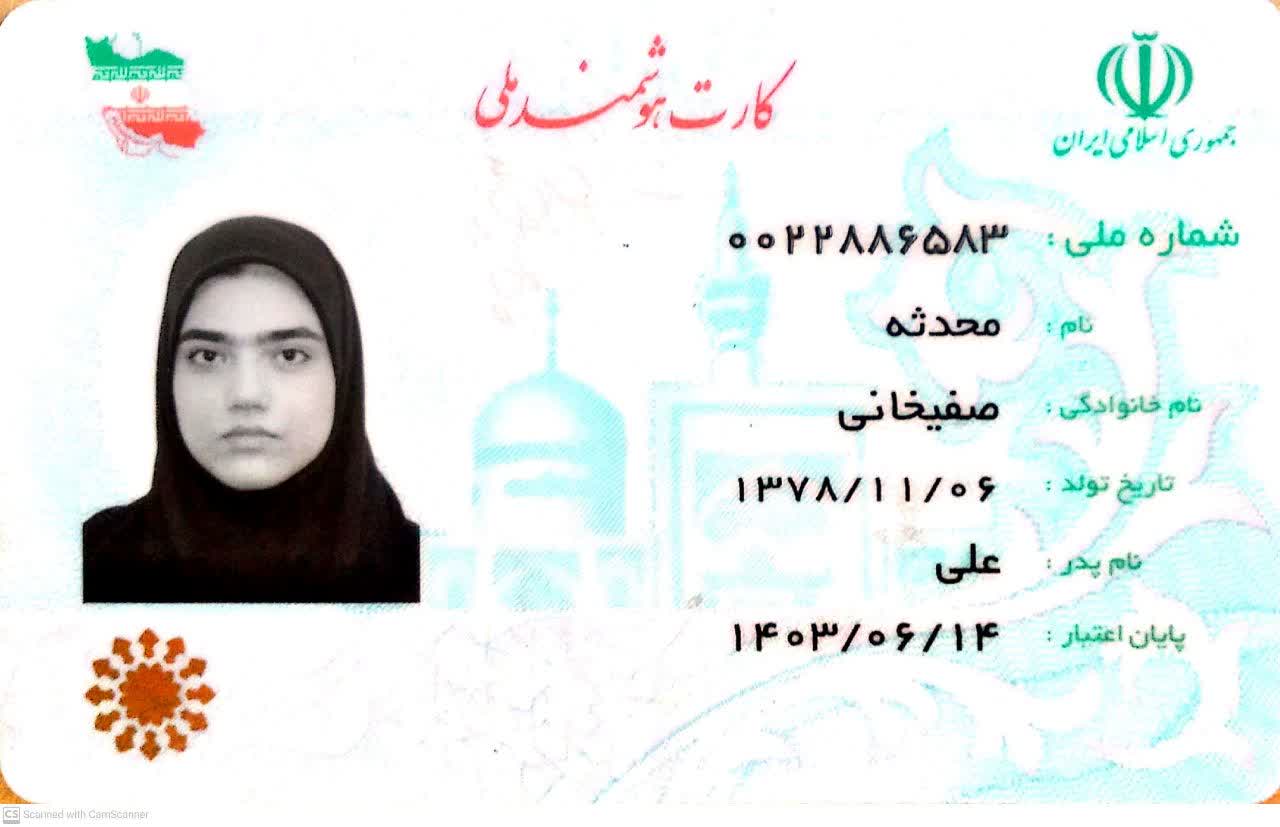 جمهوری اسلامی ایران
کارت هوشمند ملی
شماره ملی : ۰۰۲۲۸۸۶۵۸۳
نام : محدثه
نام خانوادگی : صفیخانی
تاریخ تولد : ۱۳۷۸/۱۱/۰۶
نام پدر : علی
پایان اعتبار : ۱۴۰۳/۰۶/۱۴
CS Scanned with CamScanner